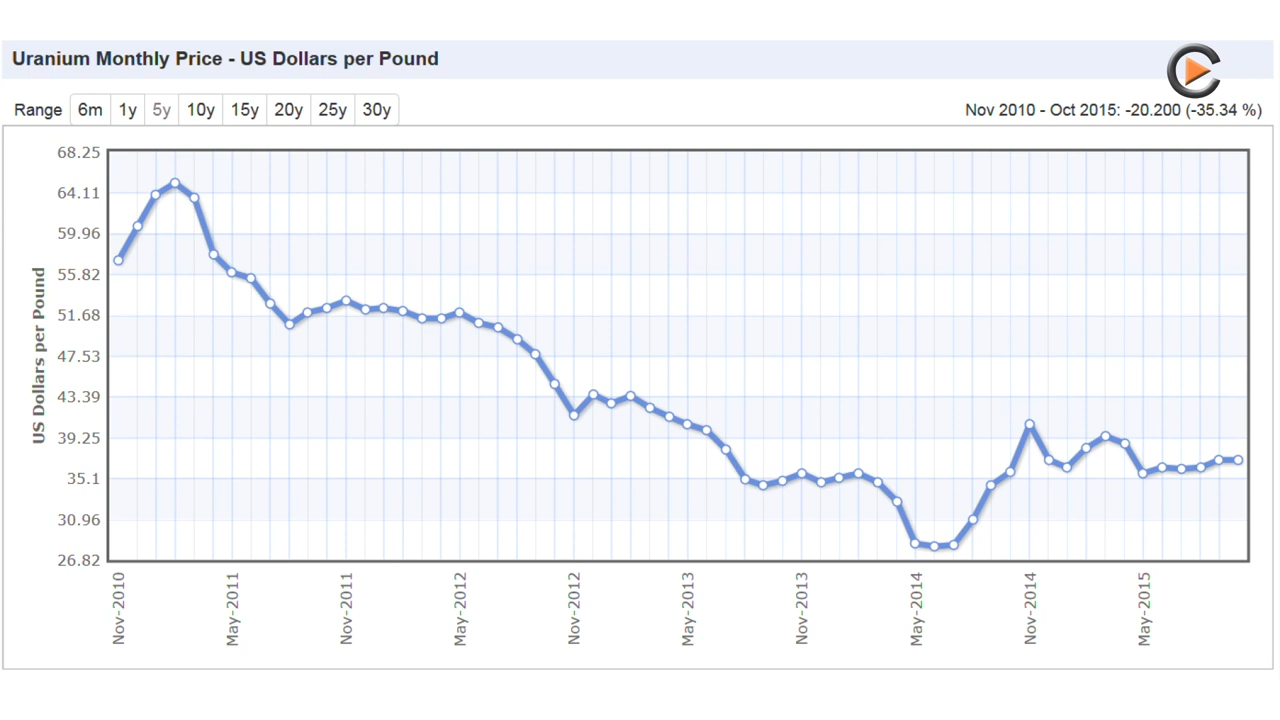 Uranium Monthly Price - US Dollars per Pound
Range 6m 1y 5y 10y 15y 20y 25y 30y
Nov 2010 - Oct 2015: -20.200 (-35.34 %)
US Dollars per Pound
68.25
64.11
59.96
55.82
51.68
47.53
43.39
39.25
35.1
30.96
26.82
Nov-2010
May-2011
Nov-2011
May-2012
Nov-2012
May-2013
Nov-2013
May-2014
Nov-2014
May-2015